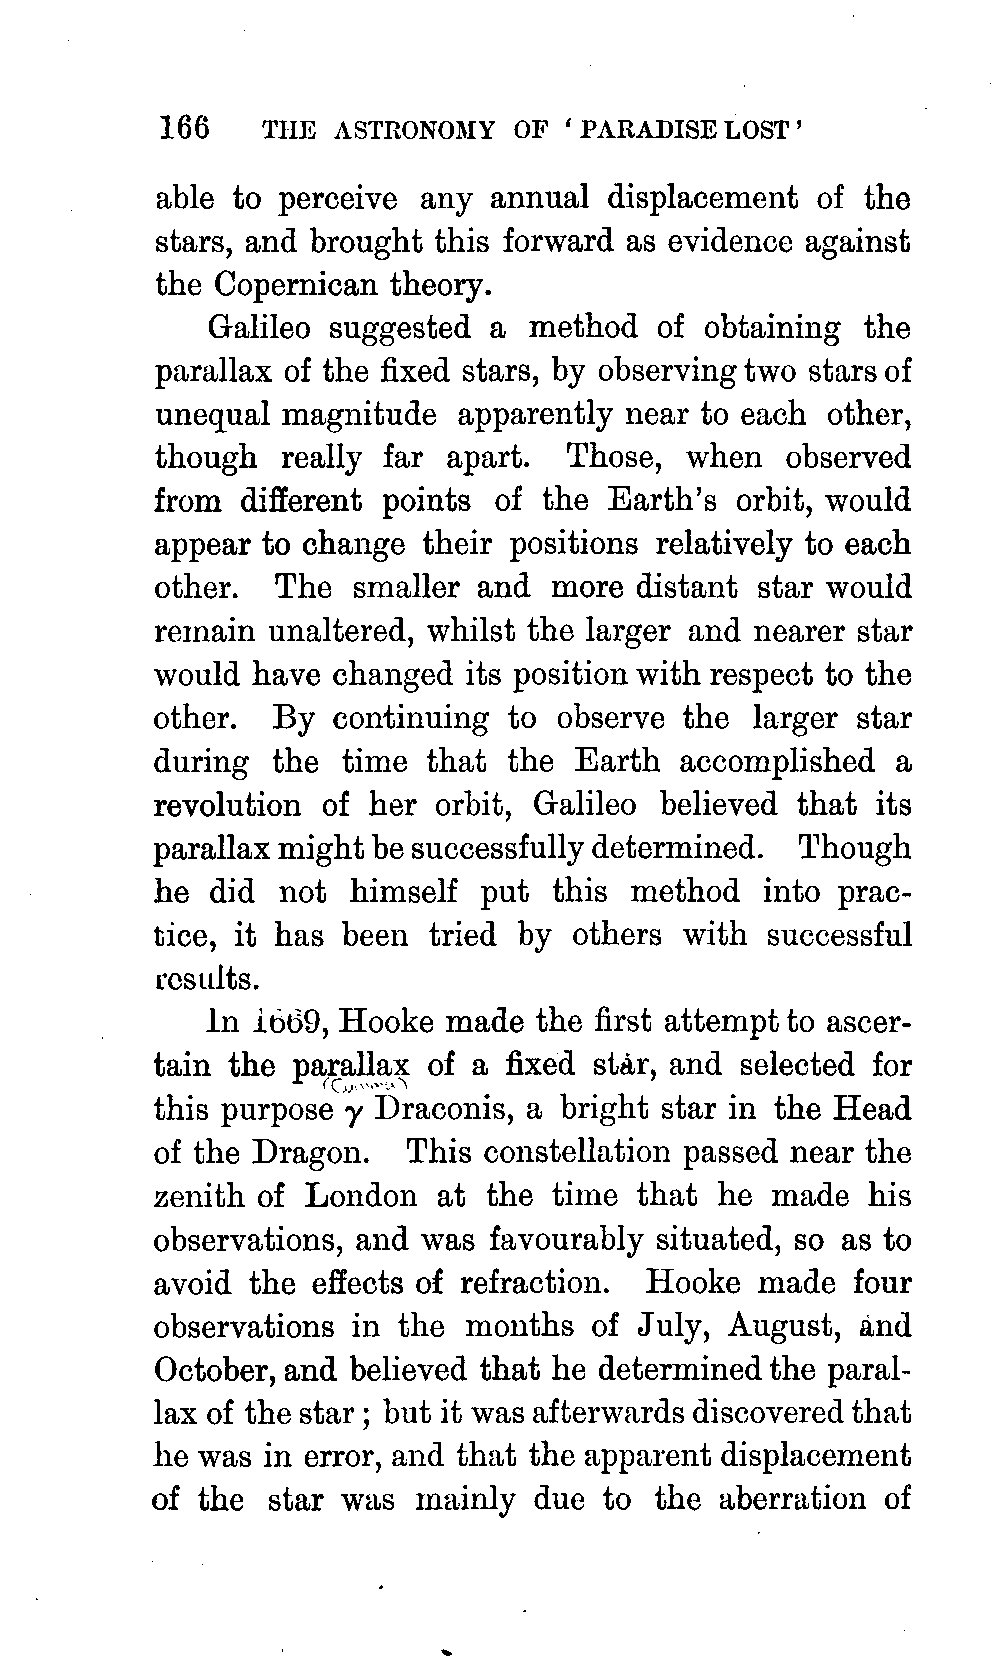 166 THE ASTRONOMY OF ‘PARADISE LOST’
able to perceive any annual displacement of the
stars, and brought this forward as evidence against
the Copernican theory.
Galileo suggested a method of obtaining the
parallax of the fixed stars, by observing two stars of
unequal magnitude apparently near to each other,
though really far apart. Those, when observed
from different points of the Earth's orbit, would
appear to change their positions relatively to each
other. The smaller and more distant star would
remain unaltered, whilst the larger and nearer star
would have changed its position with respect to the
other. By continuing to observe the larger star
during the time that the Earth accomplished a
revolution of her orbit, Galileo believed that its
parallax might be successfully determined. Though
he did not himself put this method into prac-
tice, it has been tried by others with successful
results.
In 1669, Hooke made the first attempt to ascer-
tain the parallax of a fixed star, and selected for
this purpose γ Draconis, a bright star in the Head
of the Dragon. This constellation passed near the
zenith of London at the time that he made his
observations, and was favourably situated, so as to
avoid the effects of refraction. Hooke made four
observations in the months of July, August, and
October, and believed that he determined the paral-
lax of the star; but it was afterwards discovered that
he was in error, and that the apparent displacement
of the star was mainly due to the aberration of